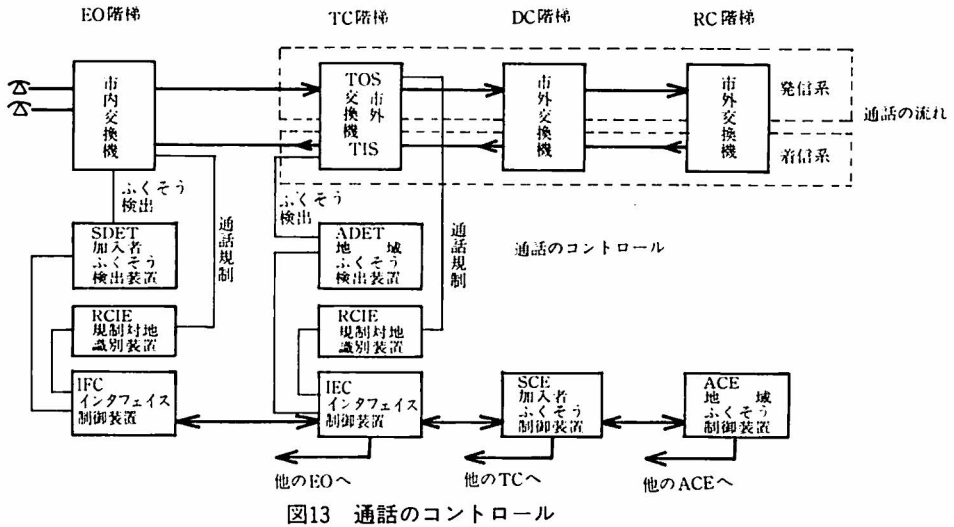 EO階梯
TC階梯
DC階梯
RC階梯
市内交換機
TOS
市外交換機
TIS
市外交換機
市外交換機
発信系
着信系
通話の流れ
ふくそう
検出
通話規制
ふくそう
検出
通話規制
通話のコントロール
SDET
加入者
ふくそう
検出装置
ADET
地域
ふくそう
検出装置
RCIE
規制対地
識別装置
RCIE
規制対地
識別装置
IFC
インタフェイス
制御装置
IEC
インタフェイス
制御装置
SCE
加入者
ふくそう
制御装置
ACE
地域
ふくそう
制御装置
他のEOへ
他のTCへ
他のACEへ
図13 通話のコントロール